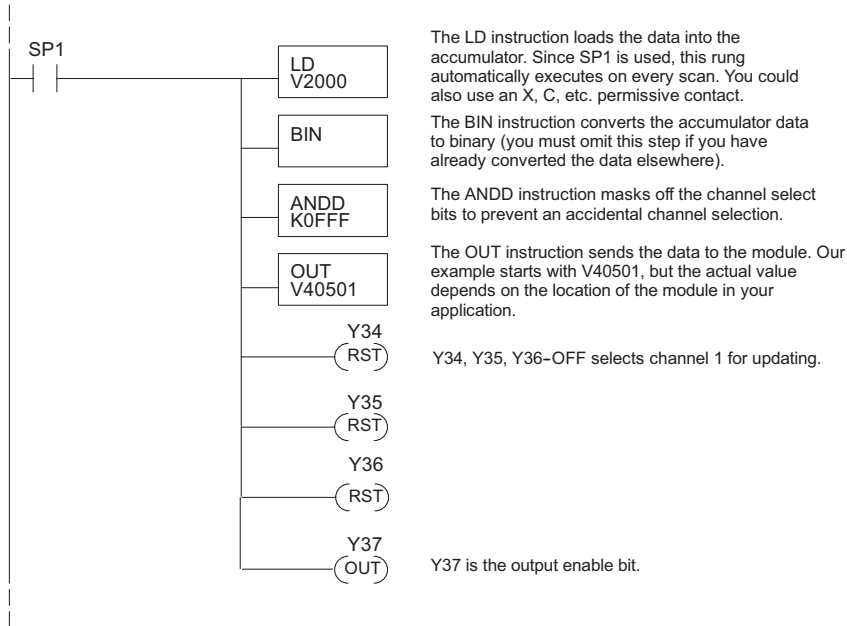 SP1
LD
V2000
The LD instruction loads the data into the
accumulator. Since SP1 is used, this rung
automatically executes on every scan. You could
also use an X, C, etc. permissive contact.
BIN
The BIN instruction converts the accumulator data
to binary (you must omit this step if you have
already converted the data elsewhere).
ANDD
K0FFF
The ANDD instruction masks off the channel select
bits to prevent an accidental channel selection.
OUT
V40501
The OUT instruction sends the data to the module. Our
example starts with V40501, but the actual value
depends on the location of the module in your
application.
Y34
RST
Y34, Y35, Y36-OFF selects channel 1 for updating.
Y35
RST
Y36
RST
Y37
OUT
Y37 is the output enable bit.